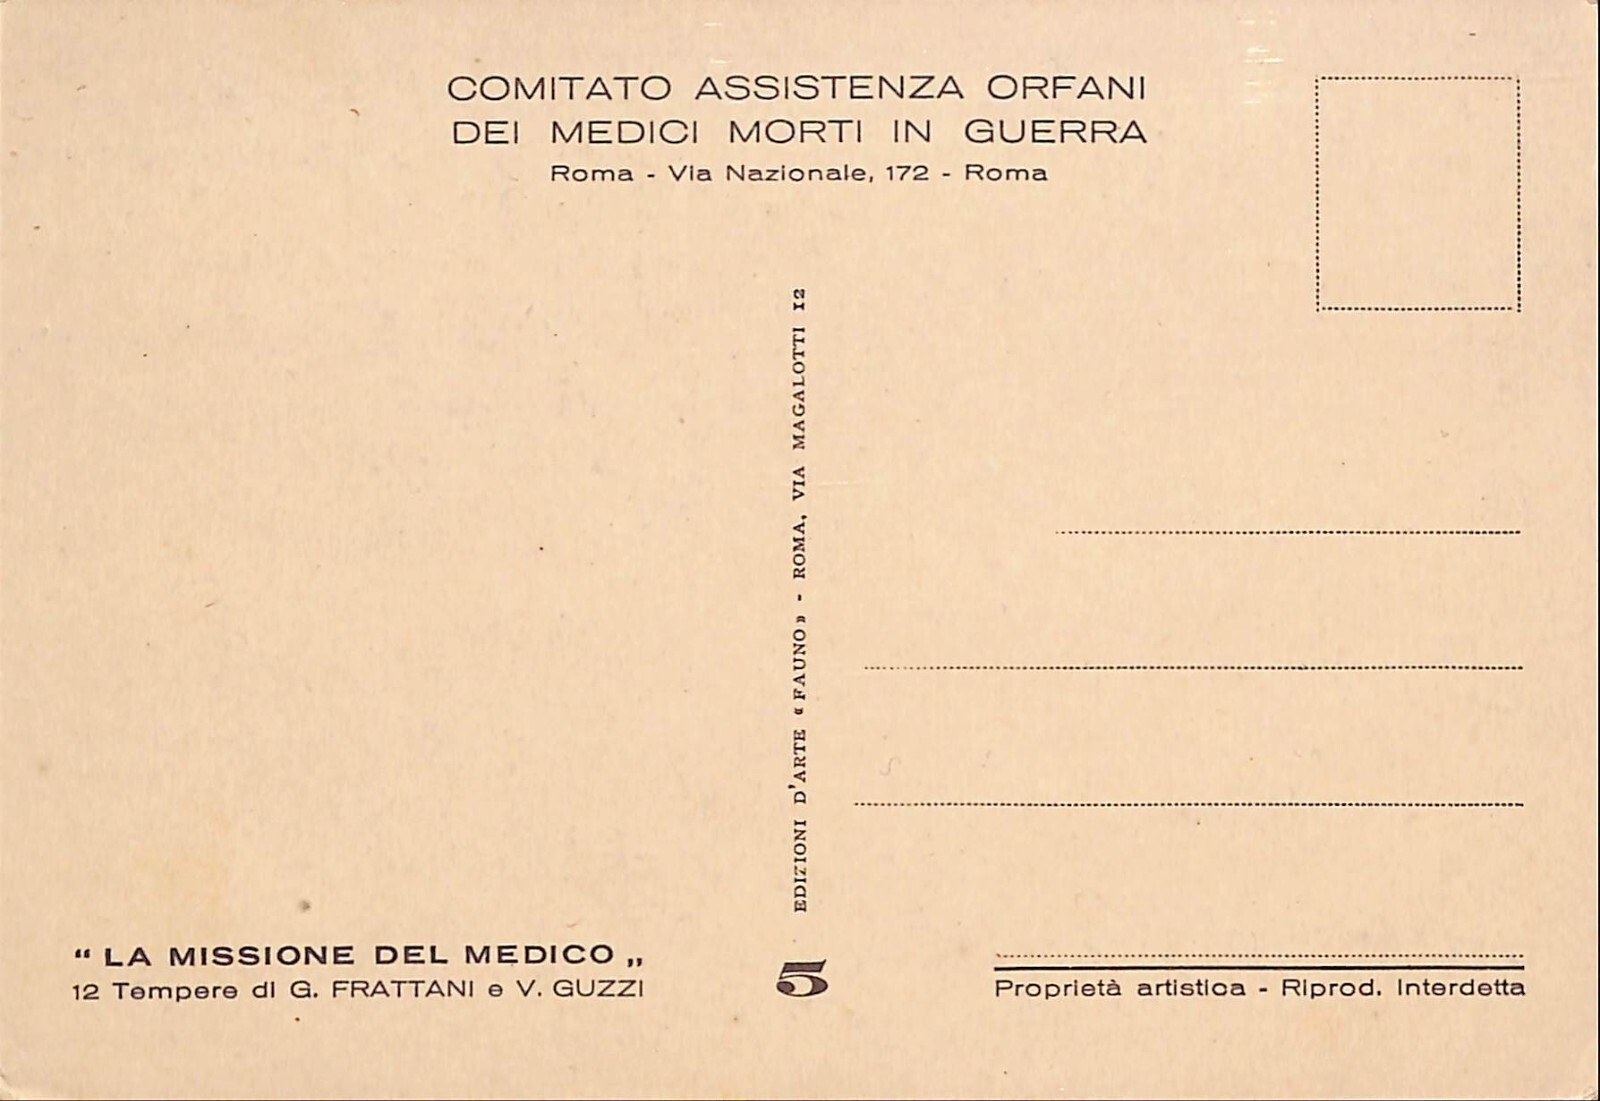 COMITATO ASSISTENZA ORFANI
DEI MEDICI MORTI IN GUERRA
Roma - Via Nazionale, 172 - Roma
EDIZIONI D'ARTE « FAUNO » - ROMA, VIA MAGALOTTI 12
“ LA MISSIONE DEL MEDICO „
12 Tempere di G. FRATTANI e V. GUZZI
5
Proprietà artistica - Riprod. Interdetta